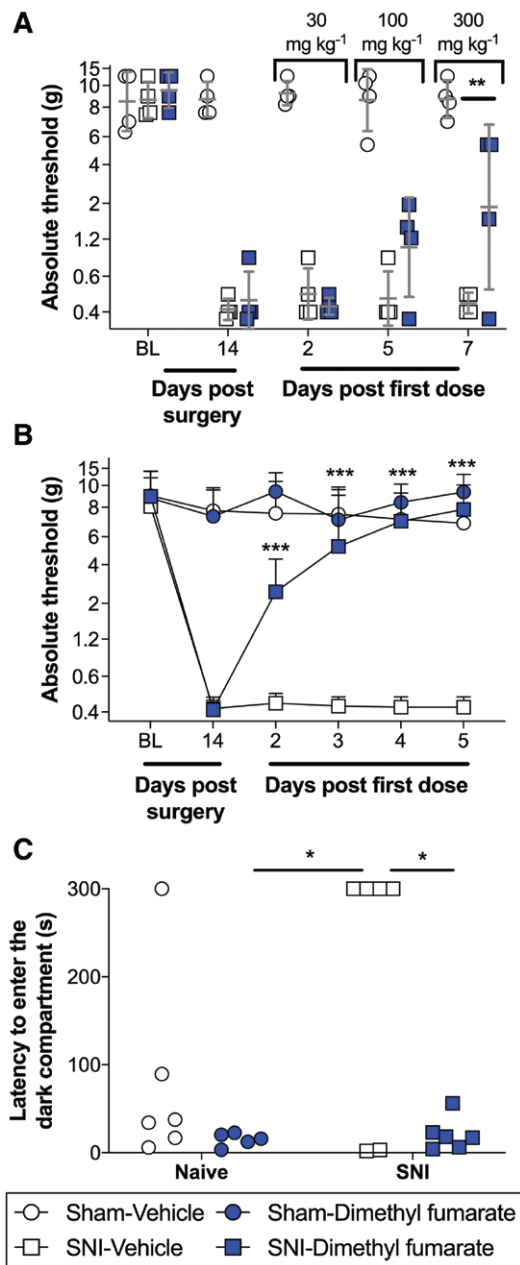 A
30
mg kg-1
100
mg kg-1
300
mg kg-1
**
Absolute threshold (g)
15
10
8
6
4
2
1.2
0.6
0.4
BL 14 2 5 7
Days post
surgery
Days post first dose
B
*** *** ***
***
Absolute threshold (g)
15
10
8
6
4
2
1.2
0.6
0.4
BL 14 2 3 4 5
Days post
surgery
Days post first dose
C
* *
Latency to enter the
dark compartment (s)
300
200
100
0
Naive SNI
Sham-Vehicle Sham-Dimethyl fumarate
SNI-Vehicle SNI-Dimethyl fumarate